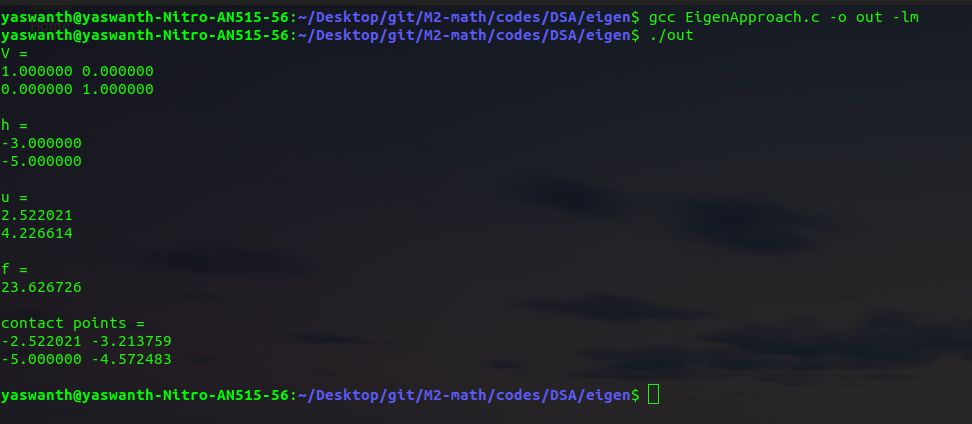 yaswanth@yaswanth-Nitro-AN515-56:~/Desktop/git/M2-math/codes/DSA/eigen$ gcc EigenApproach.c -o out -lm
yaswanth@yaswanth-Nitro-AN515-56:~/Desktop/git/M2-math/codes/DSA/eigen$ ./out
V =
1.000000 0.000000
0.000000 1.000000
h =
-3.000000
-5.000000
u =
2.522021
4.226614
f =
23.626726
contact points =
-2.522021 -3.213759
-5.000000 -4.572483
yaswanth@yaswanth-Nitro-AN515-56:~/Desktop/git/M2-math/codes/DSA/eigen$